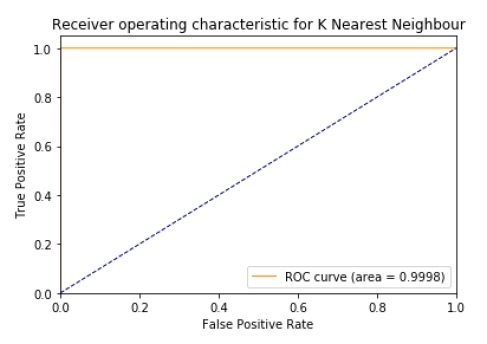 Receiver operating characteristic for K Nearest Neighbour
1.0
0.8
0.6
0.4
0.2
0.0
True Positive Rate
ROC curve (area = 0.9998)
0.0 0.2 0.4 0.6 0.8 1.0
False Positive Rate